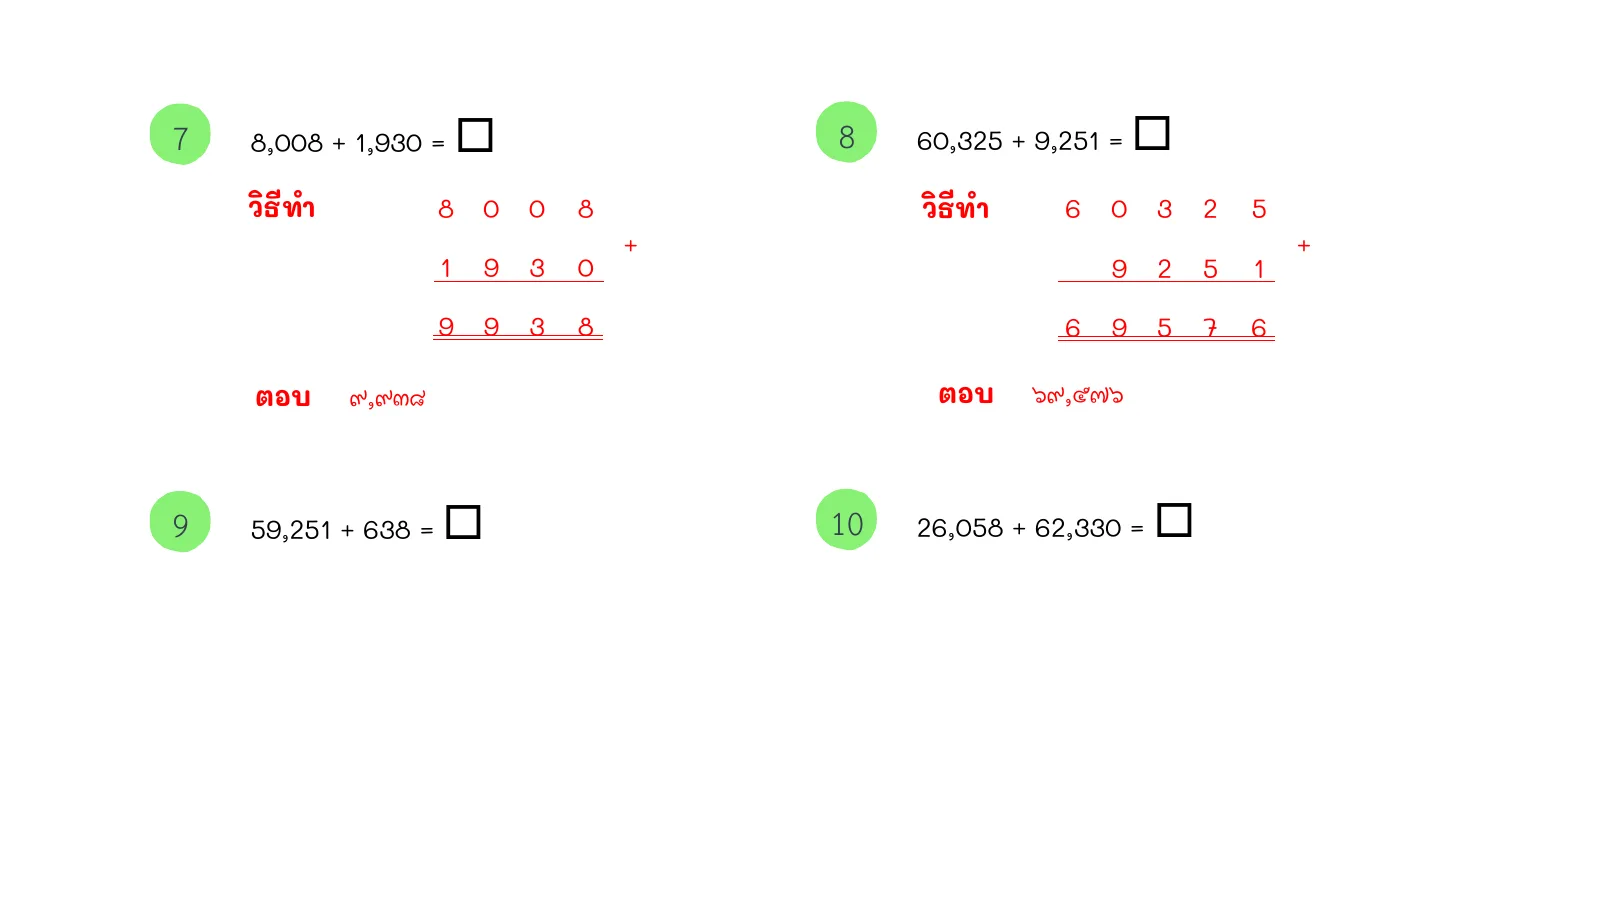 7 8,008 + 1,930 = □
วิธีทำ 8 0 0 8
+
1 9 3 0
9 9 3 8
ตอบ ๙,๙๓๘
8 60,325 + 9,251 = □
วิธีทำ 6 0 3 2 5
+
9 2 5 1
6 9 5 7 6
ตอบ ๖๙,๕๗๖
9 59,251 + 638 = □
10 26,058 + 62,330 = □